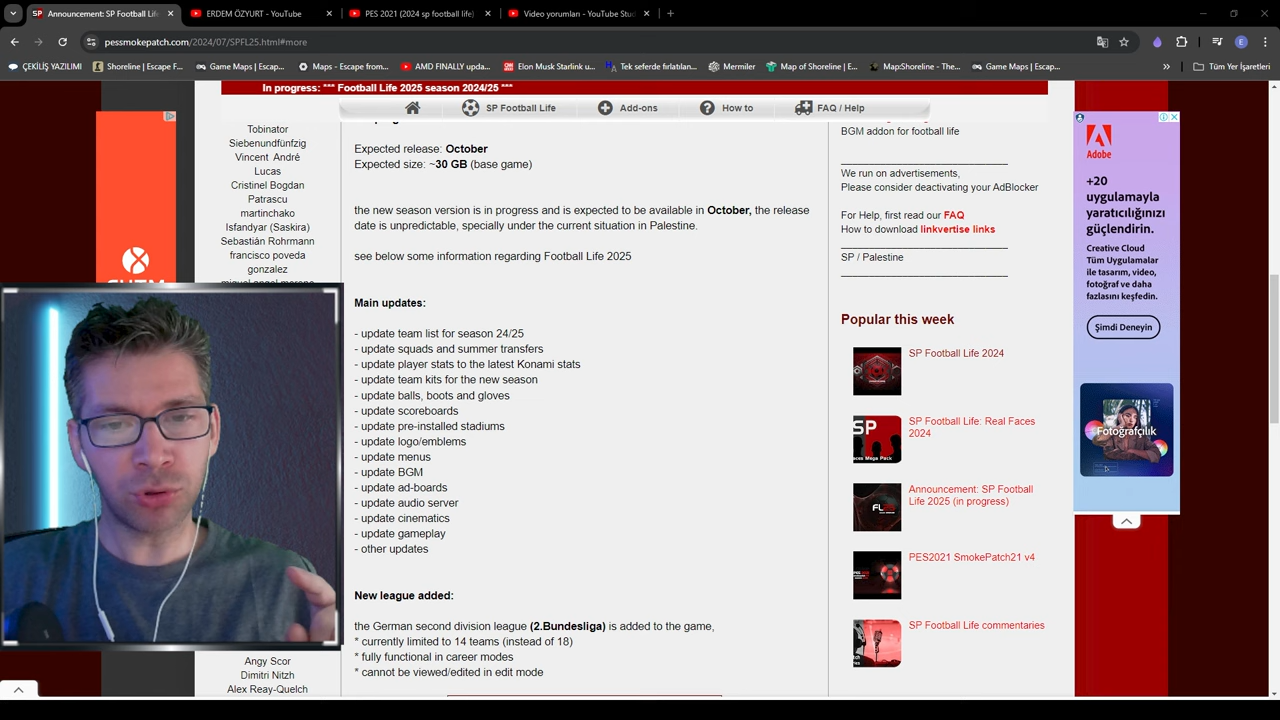 Announcement: SP Football Life
ERDEM ÖZYURT - YouTube
PES 2021 (2024 sp football life)
Video yorumları - YouTube Stud
pessmokepatch.com/2024/07/SPFL25.html#more
E
ÇEKİLİŞ YAZILIMI
Shoreline | Escape F...
Game Maps | Escap...
Maps - Escape from...
AMD FINALLY upda...
Elon Musk Starlink u...
Tek seferde fırlatılan...
Mermiler
Map of Shoreline | E...
Map:Shoreline - The...
Game Maps | Escap...
Tüm Yer İşaretleri
In progress: *** Football Life 2025 season 2024/25 ***
SP Football Life
Add-ons
How to
FAQ / Help
Tobinator
Siebenundfünfzig
Vincent André
Lucas
Cristinel Bogdan
Patrascu
martinchako
Isfandyar (Saskira)
Sebastián Rohrmann
francisco poveda
gonzalez
Expected release: October
Expected size: ~30 GB (base game)
the new season version is in progress and is expected to be available in October, the release
date is unpredictable, specially under the current situation in Palestine.
see below some information regarding Football Life 2025
Main updates:
- update team list for season 24/25
- update squads and summer transfers
- update player stats to the latest Konami stats
- update team kits for the new season
- update balls, boots and gloves
- update scoreboards
- update pre-installed stadiums
- update logo/emblems
- update menus
- update BGM
- update ad-boards
- update audio server
- update cinematics
- update gameplay
- other updates
New league added:
the German second division league (2.Bundesliga) is added to the game,
* currently limited to 14 teams (instead of 18)
* fully functional in career modes
* cannot be viewed/edited in edit mode
Angy Scor
Dimitri Nitzh
Alex Reay-Quelch
BGM addon for football life
We run on advertisements,
Please consider deactivating your AdBlocker
For Help, first read our FAQ
How to download linkvertise links
SP / Palestine
Popular this week
SP Football Life 2024
SP Football Life: Real Faces
2024
Announcement: SP Football
Life 2025 (in progress)
PES2021 SmokePatch21 v4
SP Football Life commentaries
Adobe
+20
uygulamayla
yaratıcılığınızı
güçlendirin.
Creative Cloud
Tüm Uygulamalar
ile tasarım, video,
fotoğraf ve daha
fazlasını keşfedin.
Şimdi Deneyin
Fotoğrafçılık